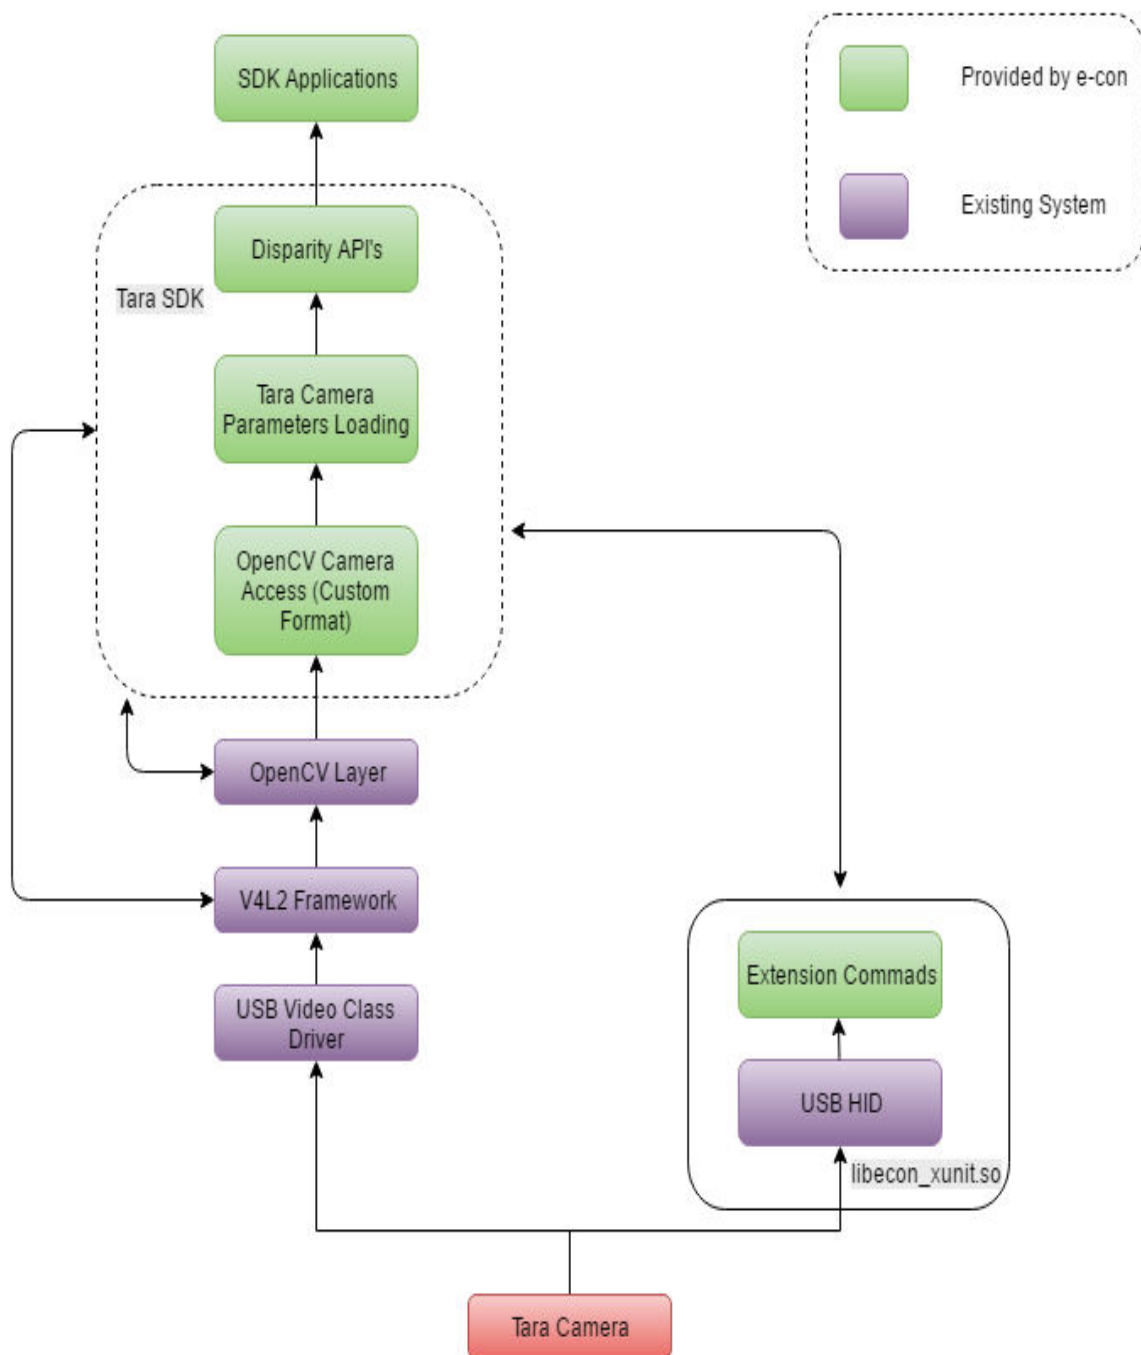 SDK Applications
Provided by e-con
Existing System
Disparity API's
Tara SDK
Tara Camera
Parameters Loading
OpenCV Camera
Access (Custom
Format)
OpenCV Layer
V4L2 Framework
USB Video Class
Driver
Extension Commads
USB HID
libecon_xunit.so
Tara Camera